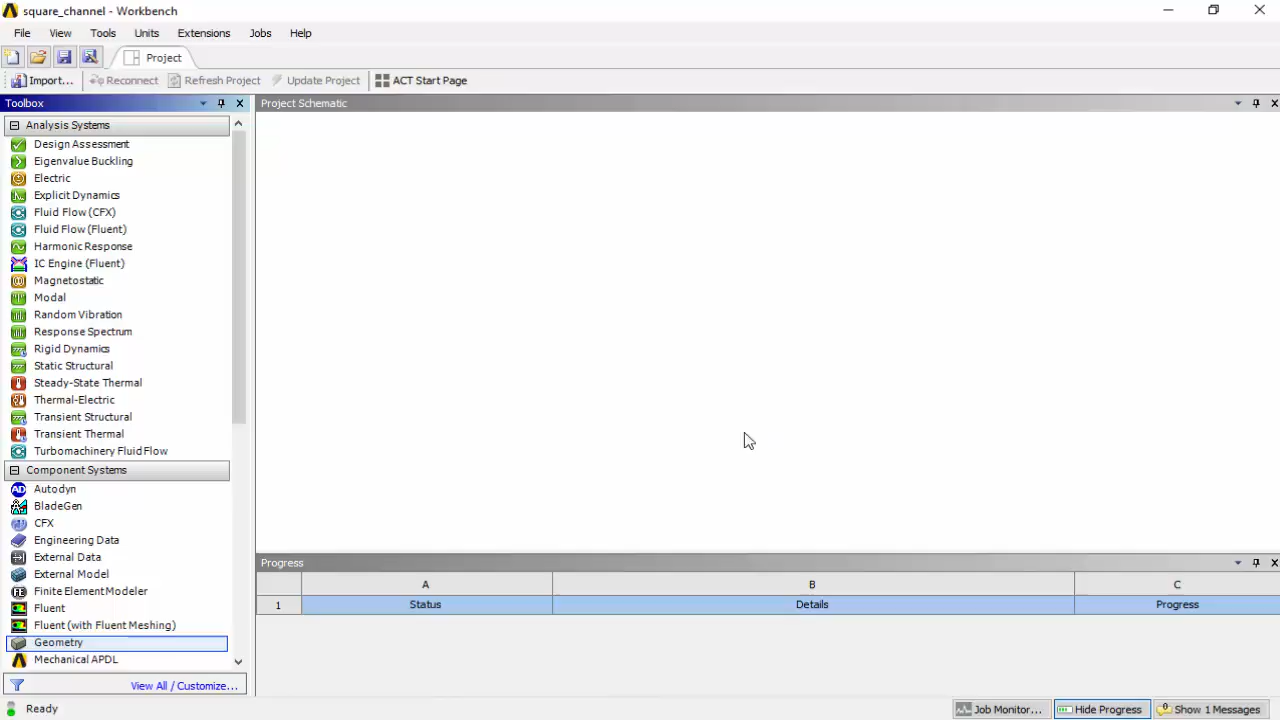 square_channel - Workbench
File View Tools Units Extensions Jobs Help
Project
Import... Reconnect Refresh Project Update Project ACT Start Page
Toolbox
Analysis Systems
Design Assessment
Eigenvalue Buckling
Electric
Explicit Dynamics
Fluid Flow (CFX)
Fluid Flow (Fluent)
Harmonic Response
IC Engine (Fluent)
Magnetostatic
Modal
Random Vibration
Response Spectrum
Rigid Dynamics
Static Structural
Steady-State Thermal
Thermal-Electric
Transient Structural
Transient Thermal
Turbomachinery Fluid Flow
Component Systems
Autodyn
BladeGen
CFX
Engineering Data
External Data
External Model
Finite Element Modeler
Fluent
Fluent (with Fluent Meshing)
Geometry
Mechanical APDL
View All / Customize...
Project Schematic
Progress
A B C
1 Status Details Progress
Ready
Job Monitor... Hide Progress Show 1 Messages